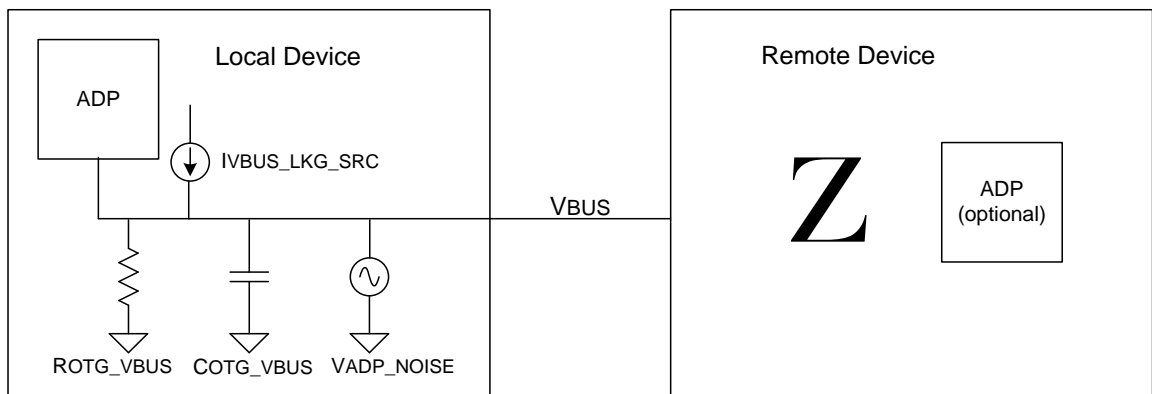 Local Device
ADP
IVBUS_LKG_SRC
ROTG_VBUS
COTG_VBUS
VADP_NOISE
VBUS
Remote Device
Z
ADP
(optional)